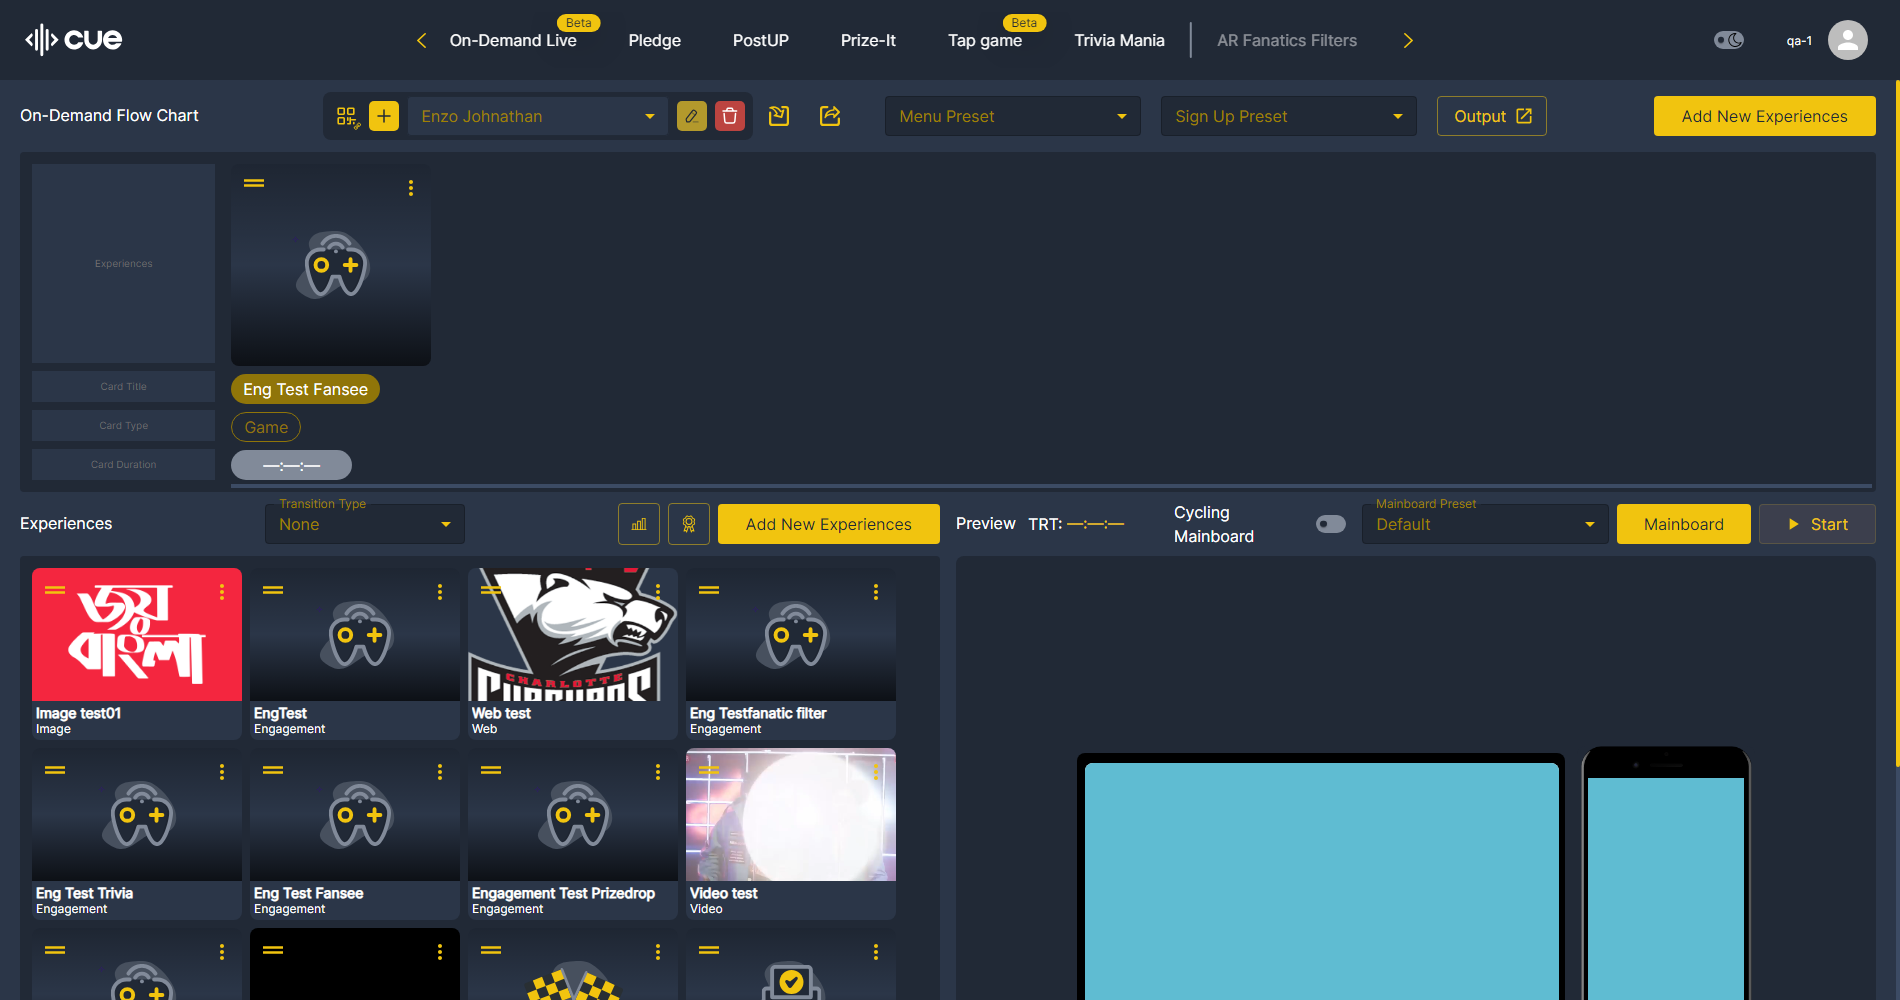 cue
Beta
Beta
On-Demand Live
Pledge
PostUP
Prize-It
Tap game
Trivia Mania
AR Fanatics Filters
qa-1
On-Demand Flow Chart
Enzo Johnathan
Menu Preset
Sign Up Preset
Output
Add New Experiences
Experiences
Card Title
Eng Test Fansee
Card Type
Game
Card Duration
—:—:—
Experiences
Transition Type
None
Add New Experiences
Preview
TRT: —:—:—
Cycling
Mainboard
Mainboard Preset
Default
Mainboard
Start
জয়
বাংলা
CHARLOTTE
Image test01
Image
EngTest
Engagement
Web test
Web
Eng Testfanatic filter
Engagement
Eng Test Trivia
Engagement
Eng Test Fansee
Engagement
Engagement Test Prizedrop
Engagement
Video test
Video